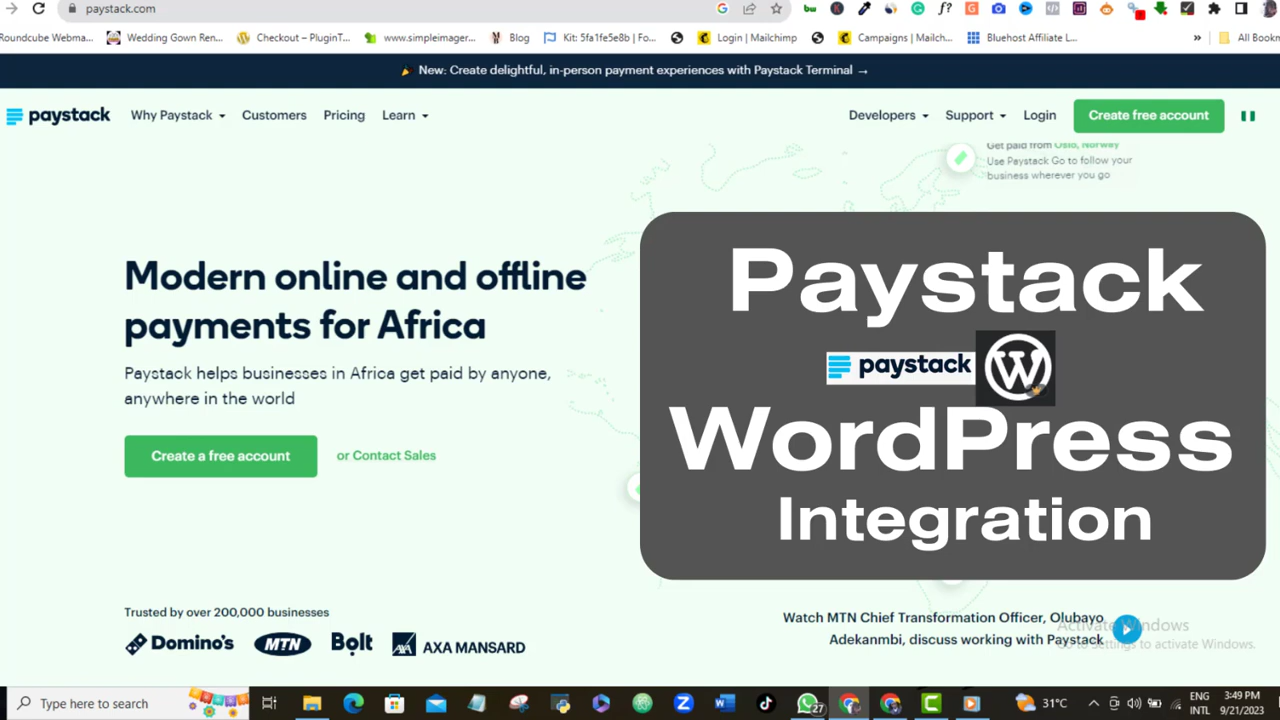 paystack.com
Roundcube Webma... Wedding Gown Ren... Checkout – PluginT... www.simpleimager... Blog Kit: 5fa1fe5e8b | Fo... Login | Mailchimp Campaigns | Mailch... Bluehost Affiliate L... » All Bookm
New: Create delightful, in-person payment experiences with Paystack Terminal →
paystack Why Paystack Customers Pricing Learn Developers Support Login Create free account
Get paid from Oslo, Norway
Use Paystack Go to follow your
business wherever you go
Modern online and offline
payments for Africa
Paystack helps businesses in Africa get paid by anyone,
anywhere in the world
Create a free account or Contact Sales
Paystack
paystack W
WordPress
Integration
Trusted by over 200,000 businesses
Domino's MTN Bolt AXA MANSARD
Watch MTN Chief Transformation Officer, Olubayo
Adekanmbi, discuss working with Paystack
Activate Windows
Go to Settings to activate Windows.
Type here to search 27 31°C ENG INTL 3:49 PM 9/21/2023